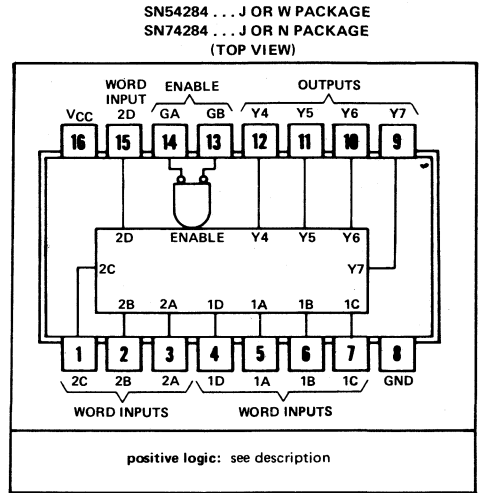 SN54284 ... J OR W PACKAGE
SN74284 ... J OR N PACKAGE
(TOP VIEW)
WORD INPUT ENABLE OUTPUTS
VCC 2D GA GB Y4 Y5 Y6 Y7
16 15 14 13 12 11 10 9
2D ENABLE Y4 Y5 Y6
2C Y7
2B 2A 1D 1A 1B 1C
1 2 3 4 5 6 7 8
2C 2B 2A 1D 1A 1B 1C GND
WORD INPUTS WORD INPUTS
positive logic: see description